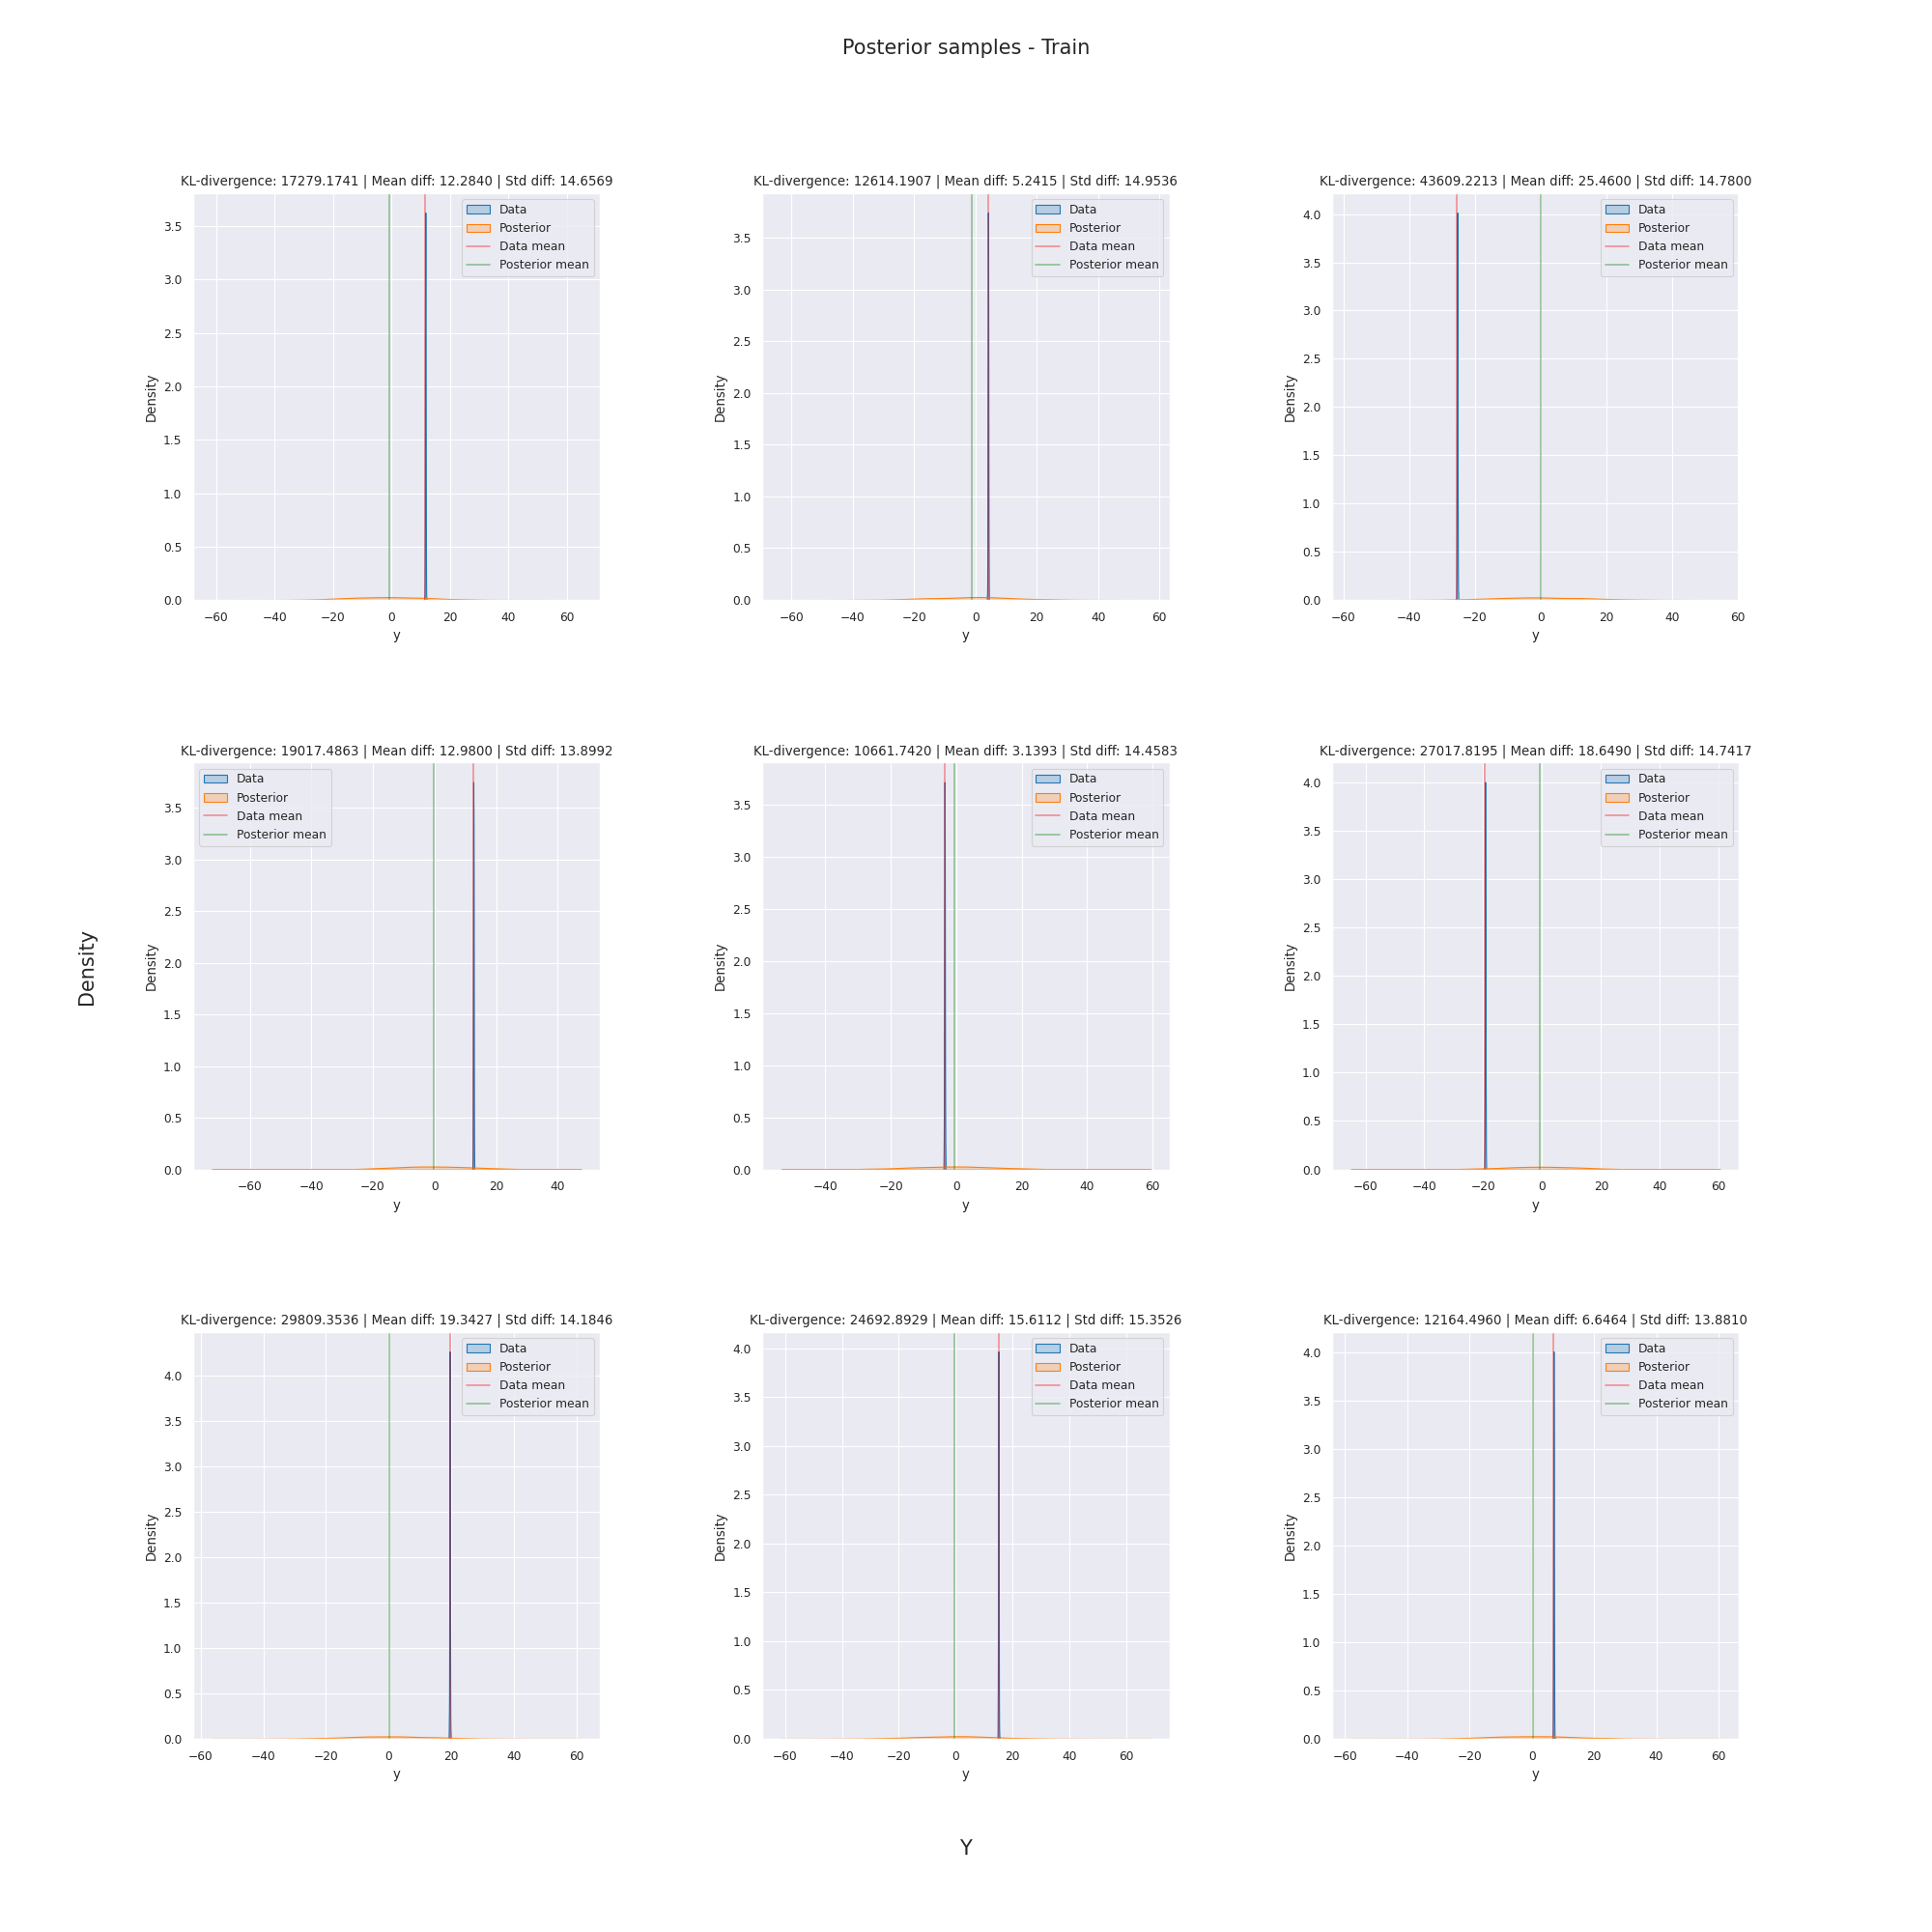 Posterior samples - Train
KL-divergence: 17279.1741 | Mean diff: 12.2840 | Std diff: 14.6569
Data
Posterior
Data mean
Posterior mean
Density
3.5
3.0
2.5
2.0
1.5
1.0
0.5
0.0
−60 −40 −20 0 20 40 60
y
KL-divergence: 12614.1907 | Mean diff: 5.2415 | Std diff: 14.9536
Data
Posterior
Data mean
Posterior mean
Density
3.5
3.0
2.5
2.0
1.5
1.0
0.5
0.0
−60 −40 −20 0 20 40 60
y
KL-divergence: 43609.2213 | Mean diff: 25.4600 | Std diff: 14.7800
Data
Posterior
Data mean
Posterior mean
Density
4.0
3.5
3.0
2.5
2.0
1.5
1.0
0.5
0.0
−60 −40 −20 0 20 40 60
y
Density
KL-divergence: 19017.4863 | Mean diff: 12.9800 | Std diff: 13.8992
Data
Posterior
Data mean
Posterior mean
Density
3.5
3.0
2.5
2.0
1.5
1.0
0.5
0.0
−60 −40 −20 0 20 40
y
KL-divergence: 10661.7420 | Mean diff: 3.1393 | Std diff: 14.4583
Data
Posterior
Data mean
Posterior mean
Density
3.5
3.0
2.5
2.0
1.5
1.0
0.5
0.0
−40 −20 0 20 40 60
y
KL-divergence: 27017.8195 | Mean diff: 18.6490 | Std diff: 14.7417
Data
Posterior
Data mean
Posterior mean
Density
4.0
3.5
3.0
2.5
2.0
1.5
1.0
0.5
0.0
−60 −40 −20 0 20 40 60
y
KL-divergence: 29809.3536 | Mean diff: 19.3427 | Std diff: 14.1846
Data
Posterior
Data mean
Posterior mean
Density
4.0
3.5
3.0
2.5
2.0
1.5
1.0
0.5
0.0
−60 −40 −20 0 20 40 60
y
KL-divergence: 24692.8929 | Mean diff: 15.6112 | Std diff: 15.3526
Data
Posterior
Data mean
Posterior mean
Density
4.0
3.5
3.0
2.5
2.0
1.5
1.0
0.5
0.0
−60 −40 −20 0 20 40 60
y
KL-divergence: 12164.4960 | Mean diff: 6.6464 | Std diff: 13.8810
Data
Posterior
Data mean
Posterior mean
Density
4.0
3.5
3.0
2.5
2.0
1.5
1.0
0.5
0.0
−60 −40 −20 0 20 40 60
y
Y